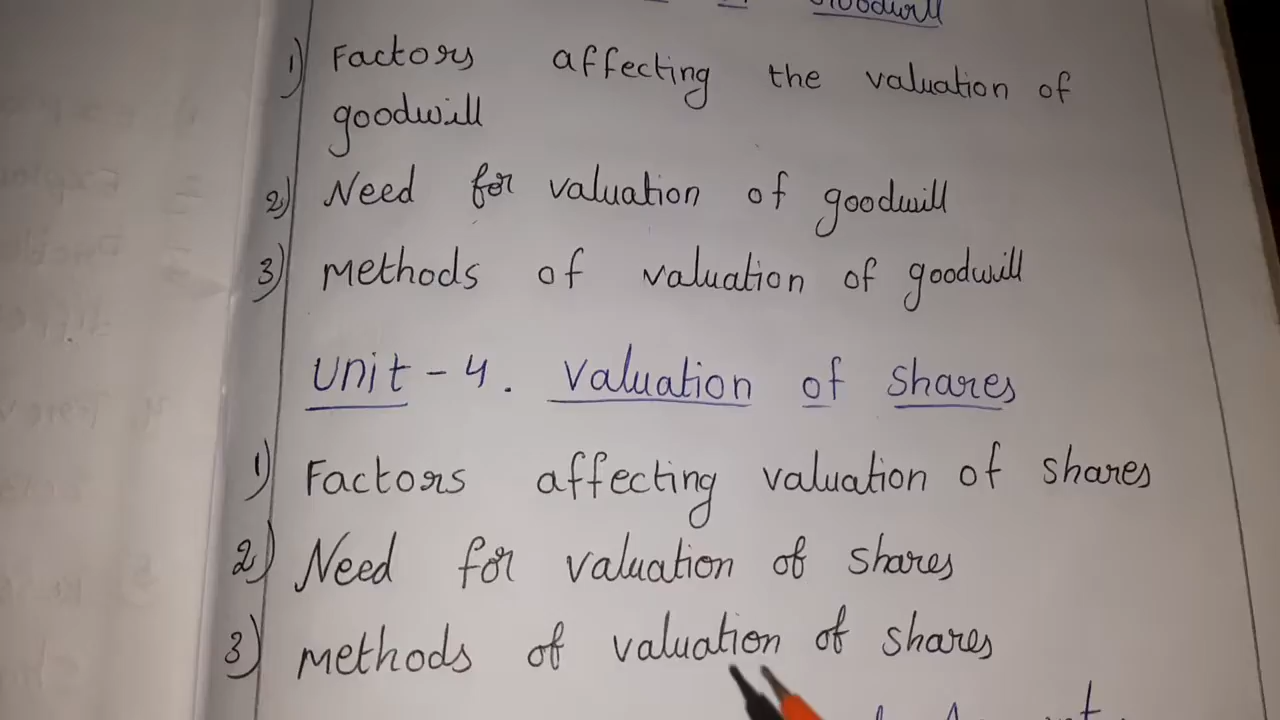 Goodwill
1) Factors affecting the valuation of
goodwill
2) Need for valuation of goodwill
3) methods of valuation of goodwill
Unit - 4. Valuation of shares
1) Factors affecting valuation of shares
2) Need for valuation of shares
3) methods of valuation of shares